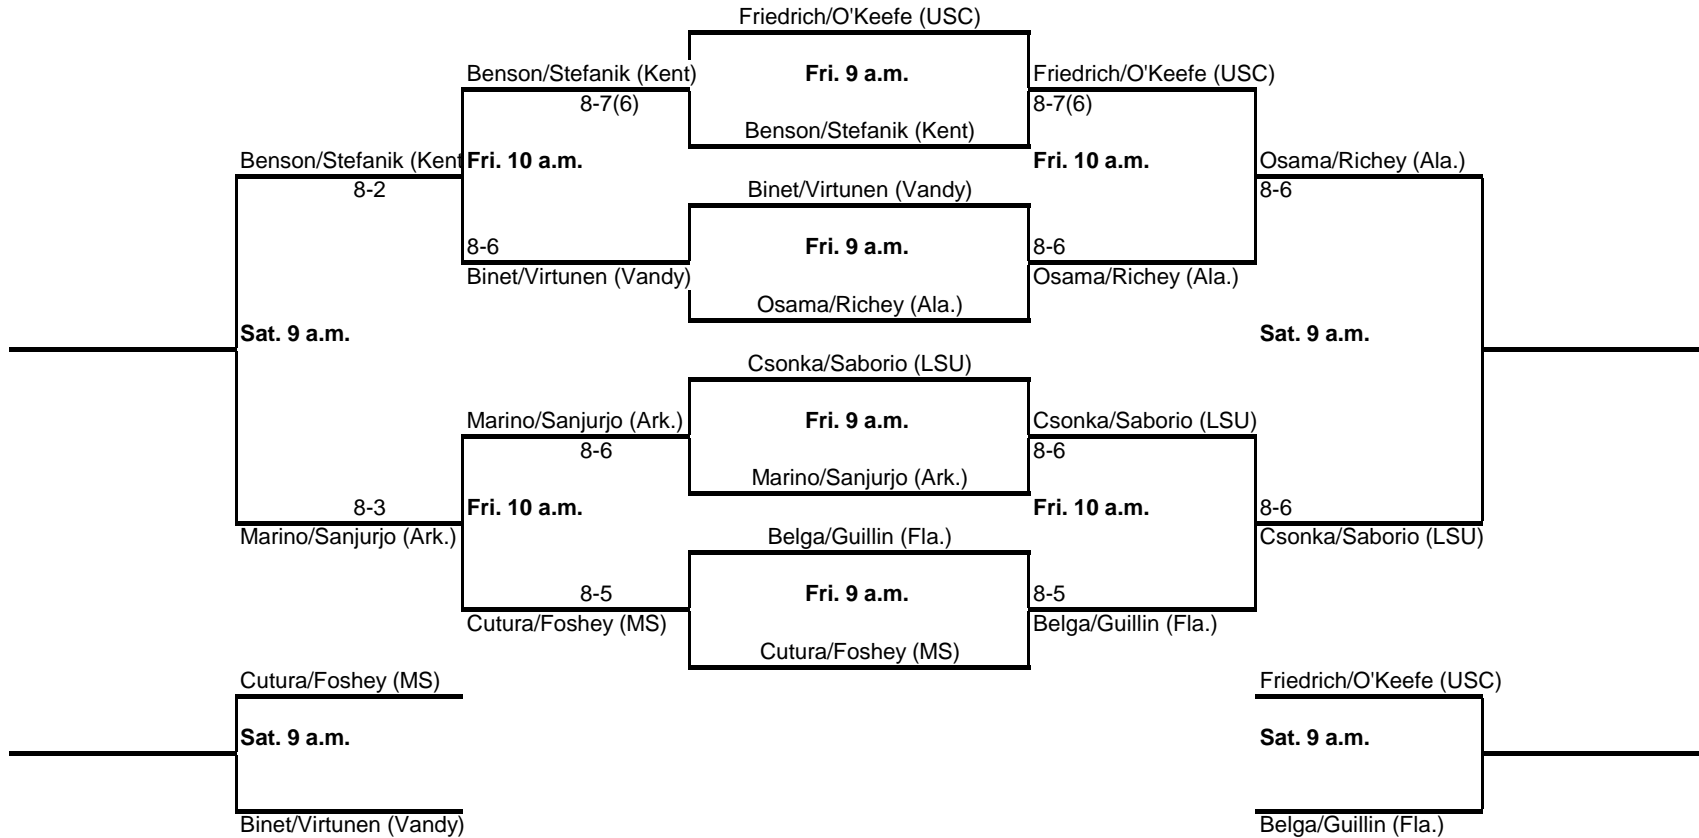 Friedrich/O'Keefe (USC)
Benson/Stefanik (Kent) Fri. 9 a.m. Friedrich/O'Keefe (USC)
8-7(6) 8-7(6)
Benson/Stefanik (Kent)
Benson/Stefanik (Kent Fri. 10 a.m. Fri. 10 a.m. Osama/Richey (Ala.)
8-2 Binet/Virtunen (Vandy) 8-6
8-6 Fri. 9 a.m. 8-6
Binet/Virtunen (Vandy) Osama/Richey (Ala.)
Osama/Richey (Ala.)
Sat. 9 a.m. Sat. 9 a.m.
Csonka/Saborio (LSU)
Marino/Sanjurjo (Ark.) Fri. 9 a.m. Csonka/Saborio (LSU)
8-6 8-6
Marino/Sanjurjo (Ark.)
8-3 Fri. 10 a.m. Fri. 10 a.m. 8-6
Marino/Sanjurjo (Ark.) Belga/Guillin (Fla.) Csonka/Saborio (LSU)
8-5 Fri. 9 a.m. 8-5
Cutura/Foshey (MS) Belga/Guillin (Fla.)
Cutura/Foshey (MS)
Cutura/Foshey (MS) Friedrich/O'Keefe (USC)
Sat. 9 a.m. Sat. 9 a.m.
Binet/Virtunen (Vandy) Belga/Guillin (Fla.)